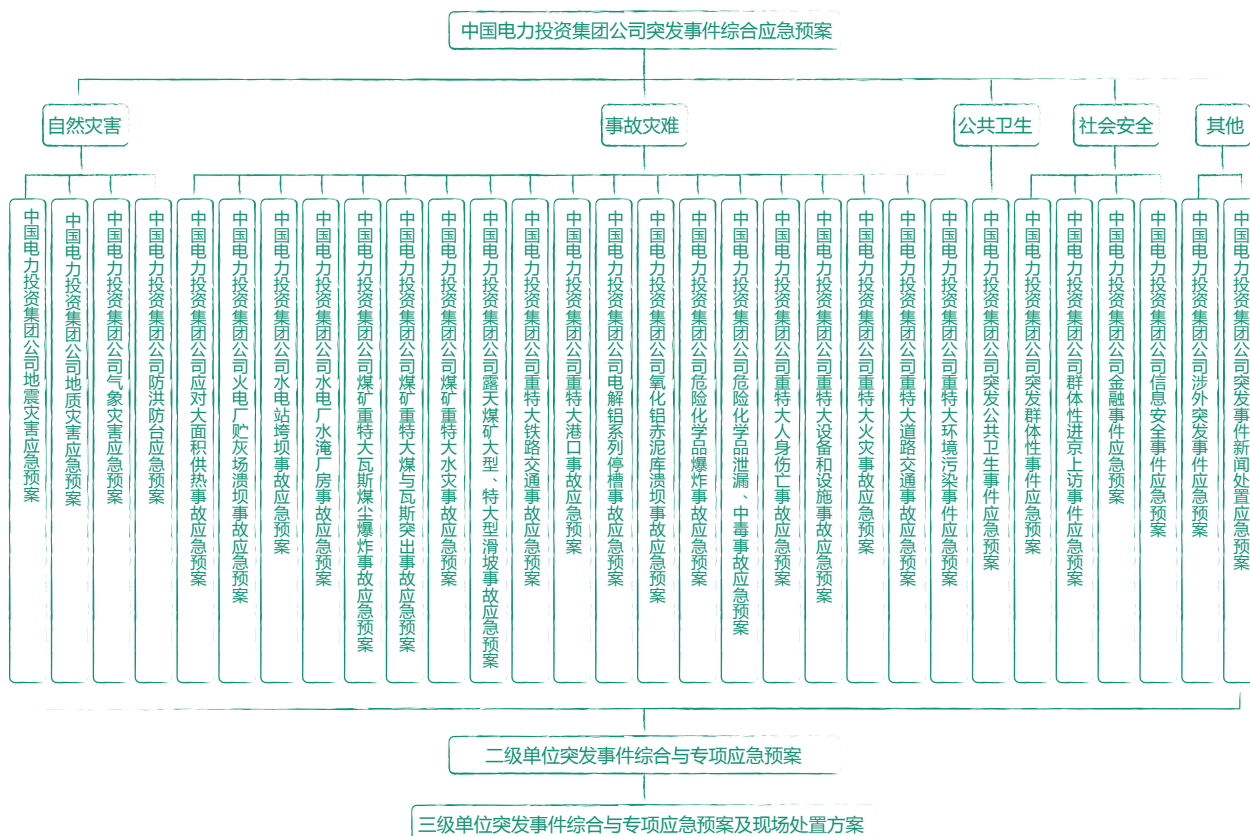 中国电力投资集团公司突发事件综合应急预案
自然灾害
事故灾难
公共卫生
社会安全
其他
中国电力投资集团公司地震灾害应急预案
中国电力投资集团公司地质灾害应急预案
中国电力投资集团公司气象灾害应急预案
中国电力投资集团公司防洪防台应急预案
中国电力投资集团公司应对大面积供热事故应急预案
中国电力投资集团公司火电厂贮灰场溃坝事故应急预案
中国电力投资集团公司水电站垮坝事故应急预案
中国电力投资集团公司水电厂水淹厂房事故应急预案
中国电力投资集团公司煤矿重特大瓦斯煤尘爆炸事故应急预案
中国电力投资集团公司煤矿重特大煤与瓦斯突出事故应急预案
中国电力投资集团公司煤矿重特大水灾事故应急预案
中国电力投资集团公司露天煤矿大型、特大型滑坡事故应急预案
中国电力投资集团公司重特大铁路交通事故应急预案
中国电力投资集团公司重特大港口事故应急预案
中国电力投资集团公司电解铝系列停槽事故应急预案
中国电力投资集团公司氧化铝赤泥库溃坝事故应急预案
中国电力投资集团公司危险化学品爆炸事故应急预案
中国电力投资集团公司危险化学品泄漏、中毒事故应急预案
中国电力投资集团公司重特大人身伤亡事故应急预案
中国电力投资集团公司重特大设备和设施事故应急预案
中国电力投资集团公司重特大火灾事故应急预案
中国电力投资集团公司重特大道路交通事故应急预案
中国电力投资集团公司重特大环境污染事件应急预案
中国电力投资集团公司突发公共卫生事件应急预案
中国电力投资集团公司突发群体性事件应急预案
中国电力投资集团公司群体性进京上访事件应急预案
中国电力投资集团公司金融事件应急预案
中国电力投资集团公司信息安全事件应急预案
中国电力投资集团公司涉外突发事件应急预案
中国电力投资集团公司突发事件新闻处置应急预案
二级单位突发事件综合与专项应急预案
三级单位突发事件综合与专项应急预案及现场处置方案